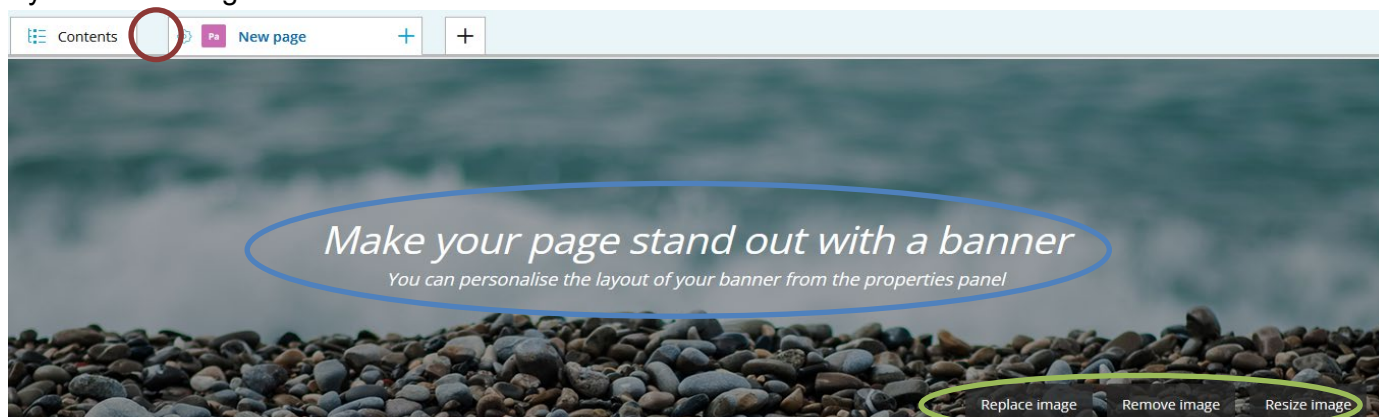 Contents
Pa New page + +
Make your page stand out with a banner
You can personalise the layout of your banner from the properties panel
Replace image Remove image Resize image